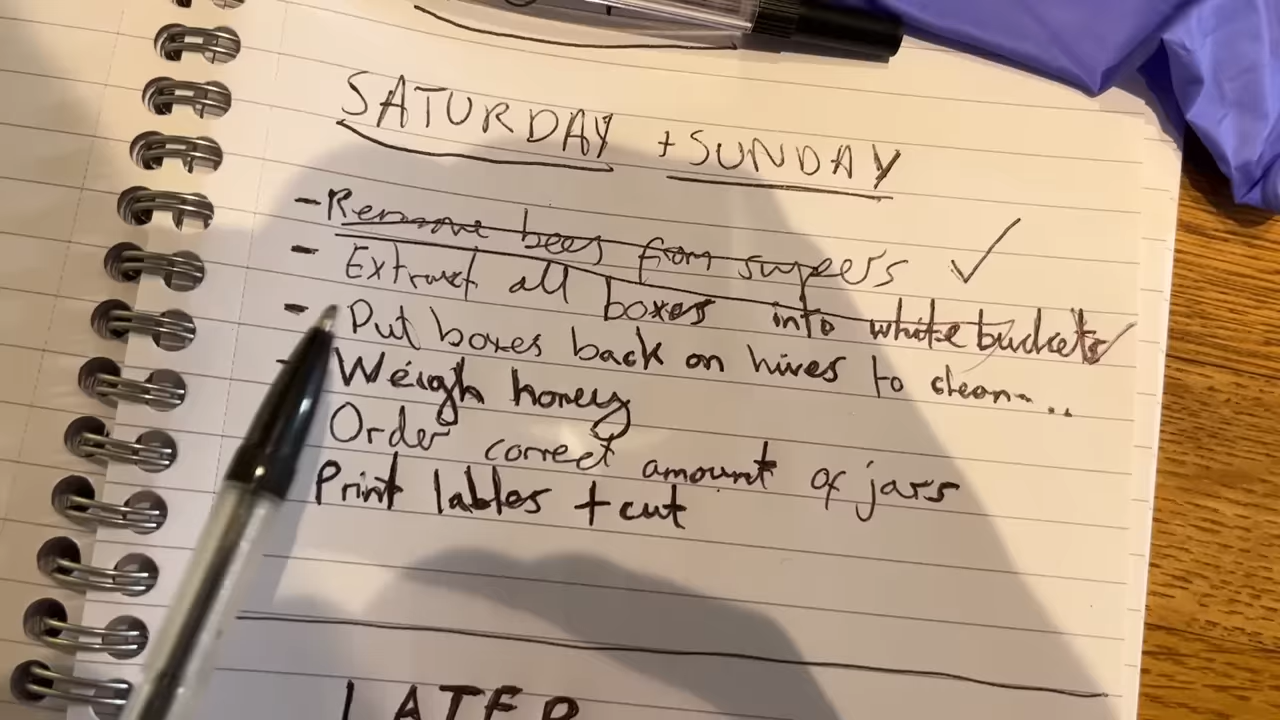 SATURDAY + SUNDAY
- Remove bees from supers ✓
- Extract all boxes into white buckets ✓
- Put boxes back on hives to clean...
- Weigh honey
Order correct amount of jars
Print lables + cut
LATER